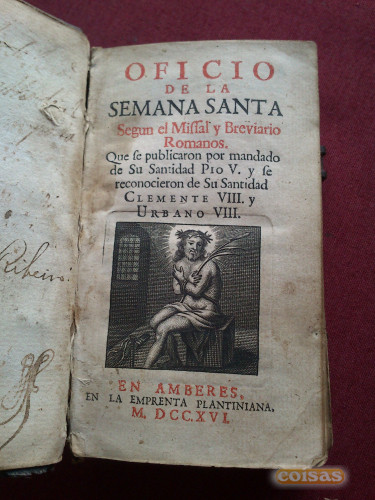 OFICIO
DE LA
SEMANA SANTA
Segun el Missal y Breviario
Romanos.
Que se publicaron por mandado
de Su Santidad PIO V. y se
reconocieron de Su Santidad
CLEMENTE VIII. y
URBANO VIII.
EN AMBERES,
EN LA EMPRENTA PLANTINIANA,
M. DCC.XVI.
Ribeiro
coisas